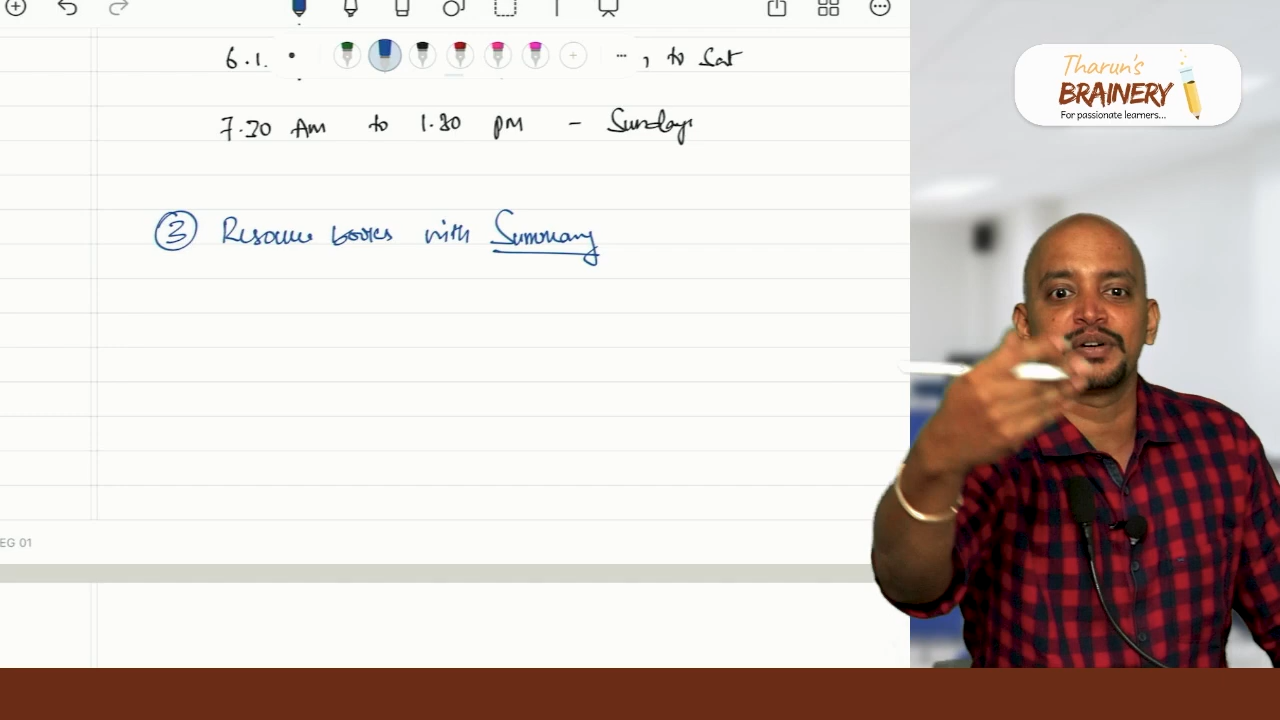 6.1
, to Sat
7.30 Am to 1.30 pm - Sundays
③ Resource books with Summary
EG 01
Tharun's
BRAINERY
For passionate learners...